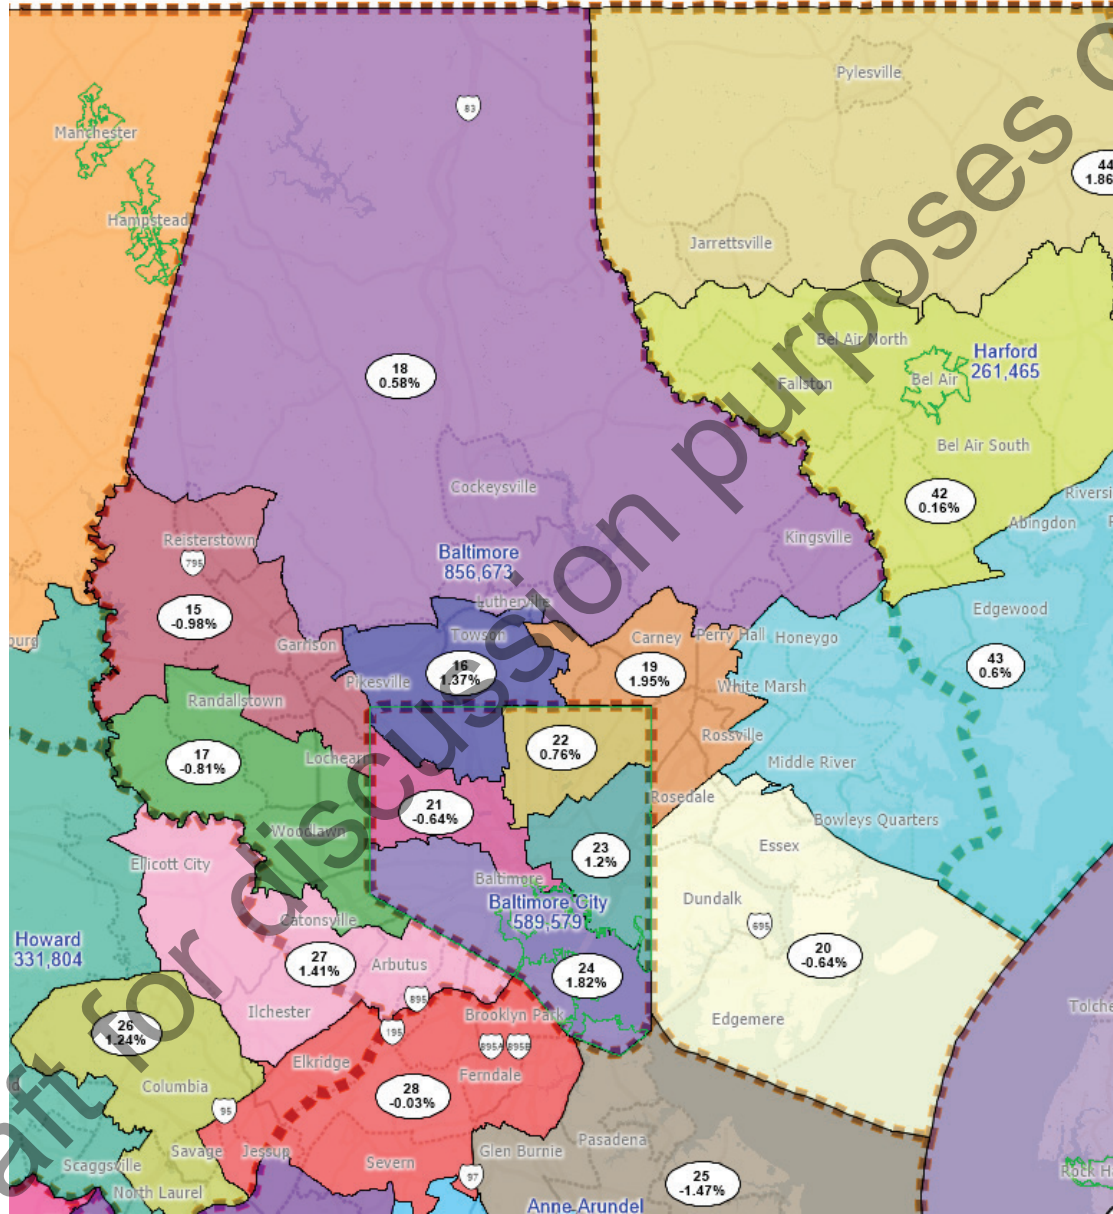 Pylesville
83
Manchester
44
1.86
Hampstead
Jarrettsville
Bel Air North
Harford
261,465
18
0.58%
Fallston
Bel Air
Bel Air South
Cockeysville
42
0.16%
Abingdon
Reisterstown
Kingsville
795
Baltimore
856,673
Lutherville
Edgewood
15
-0.98%
Garrison
Towson
Carney
Perry Hall
Honeygo
16
1.37%
19
1.95%
43
0.6%
Pikesville
White Marsh
Randallstown
22
0.76%
Rossville
17
-0.81%
Lochearn
Middle River
21
-0.64%
Rosedale
Woodlawn
Bowleys Quarters
Ellicott City
23
1.2%
Essex
Baltimore
Dundalk
Baltimore City
589,579
Catonsville
695
Howard
331,804
27
1.41%
Arbutus
20
-0.64%
24
1.82%
895
Ilchester
Brooklyn Park
Edgemere
26
1.24%
195
895A
895B
Elkridge
Columbia
28
-0.03%
Ferndale
95
Savage
Jessup
Glen Burnie
Pasadena
Scaggsville
Severn
97
25
-1.47%
North Laurel
Anne Arundel
for discussion purposes